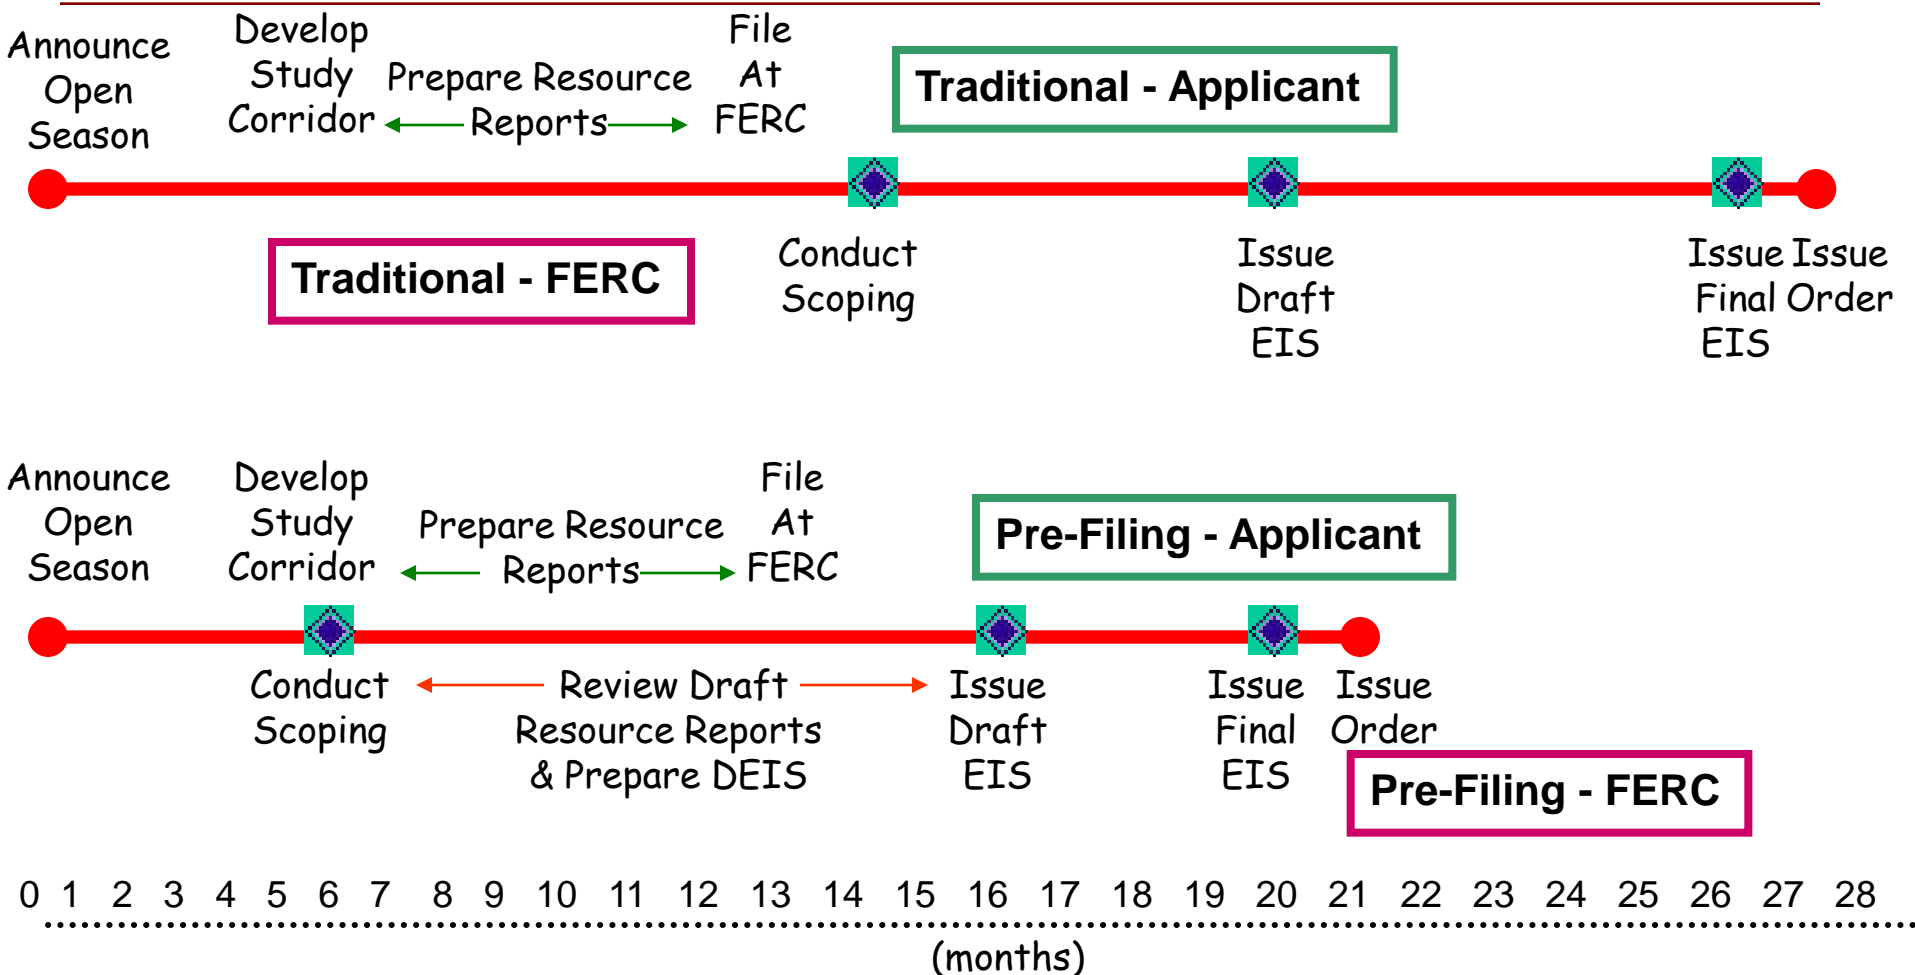 Announce
Open
Season
Develop
Study
Corridor
Prepare Resource
Reports
File
At
FERC
Traditional - Applicant
Traditional - FERC
Conduct
Scoping
Issue
Draft
EIS
Issue
Final
EIS
Issue
Order
Announce
Open
Season
Develop
Study
Corridor
Prepare Resource
Reports
File
At
FERC
Pre-Filing - Applicant
Conduct
Scoping
Review Draft
Resource Reports
& Prepare DEIS
Issue
Draft
EIS
Issue
Final
EIS
Issue
Order
Pre-Filing - FERC
0 1 2 3 4 5 6 7 8 9 10 11 12 13 14 15 16 17 18 19 20 21 22 23 24 25 26 27 28
(months)